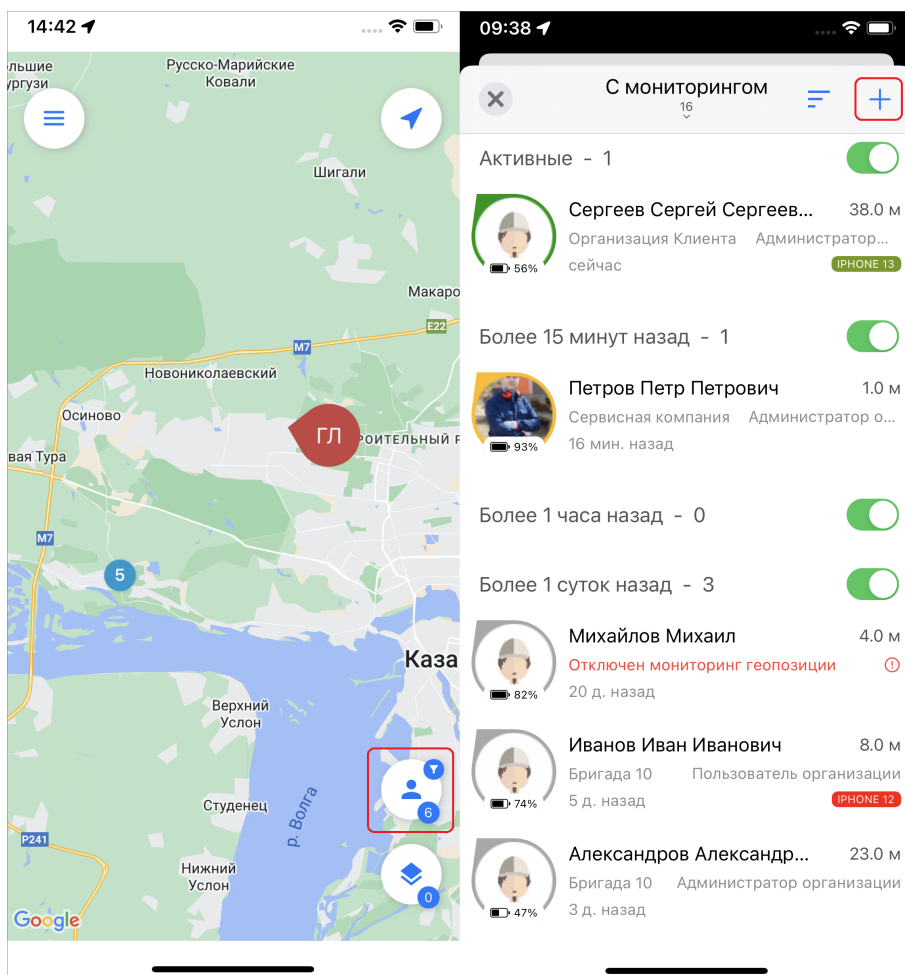 14:42
льшие
ургузи
Русско-Марийские
Ковали
Шигали
Макаро
E22
M7
Новониколаевский
Осиново
ГЛ
РОИТЕЛЬНЫЙ Р
вая Тура
M7
5
Каза
Верхний
Услон
6
Студенец
р. Волга
P241
Нижний
Услон
0
Google
09:38
С мониторингом
16
Активные - 1
Сергеев Сергей Сергеев... 38.0 м
Организация Клиента Администратор...
56%
сейчас IPHONE 13
Более 15 минут назад - 1
Петров Петр Петрович 1.0 м
Сервисная компания Администратор о...
93%
16 мин. назад
Более 1 часа назад - 0
Более 1 суток назад - 3
Михайлов Михаил 4.0 м
Отключен мониторинг геопозиции
82%
20 д. назад
Иванов Иван Иванович 8.0 м
Бригада 10 Пользователь организации
74%
5 д. назад IPHONE 12
Александров Александр... 23.0 м
Бригада 10 Администратор организации
47%
3 д. назад